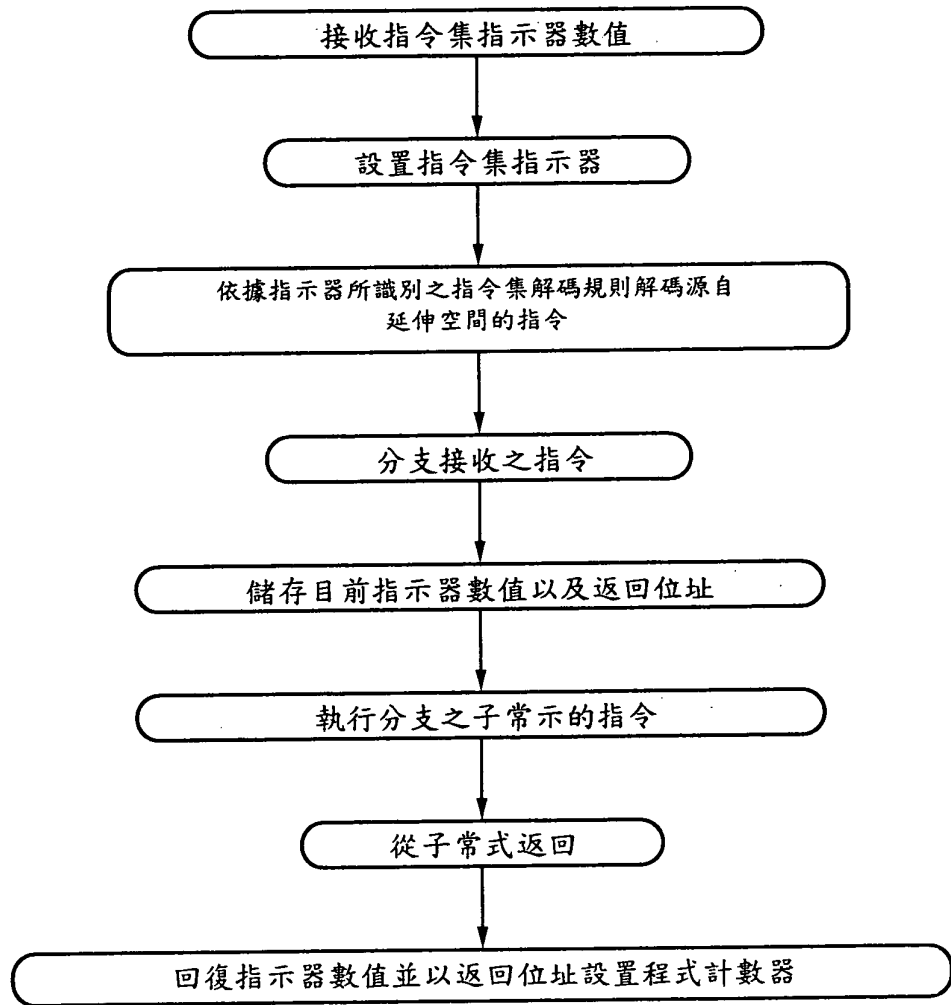 接收指令集指示器數值
設置指令集指示器
依據指示器所識別之指令集解碼規則解碼源自
延伸空間的指令
分支接收之指令
儲存目前指示器數值以及返回位址
執行分支之子常示的指令
從子常式返回
回復指示器數值並以返回位址設置程式計數器